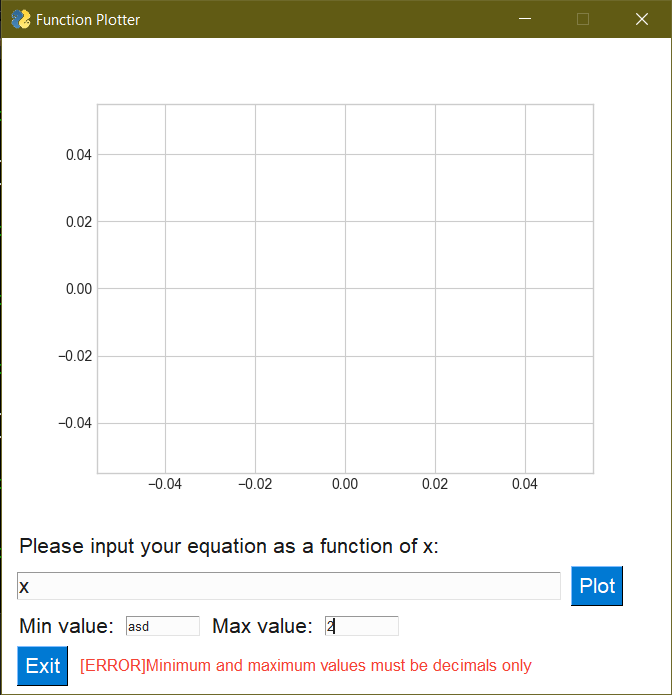 Function Plotter
0.04
0.02
0.00
−0.02
−0.04
−0.04 −0.02 0.00 0.02 0.04
Please input your equation as a function of x:
x Plot
Min value: asd Max value: 2
Exit [ERROR]Minimum and maximum values must be decimals only